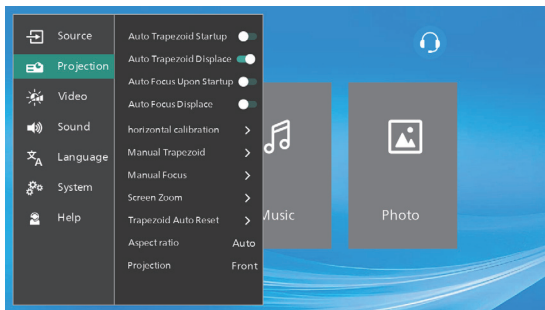 Source
Projection
Video
Sound
Language
System
Help
Auto Trapezoid Startup
Auto Trapezoid Displace
Auto Focus Upon Startup
Auto Focus Displace
horizontal calibration
Manual Trapezoid
Manual Focus
Screen Zoom
Trapezoid Auto Reset
Aspect ratio Auto
Projection Front
Music
Photo